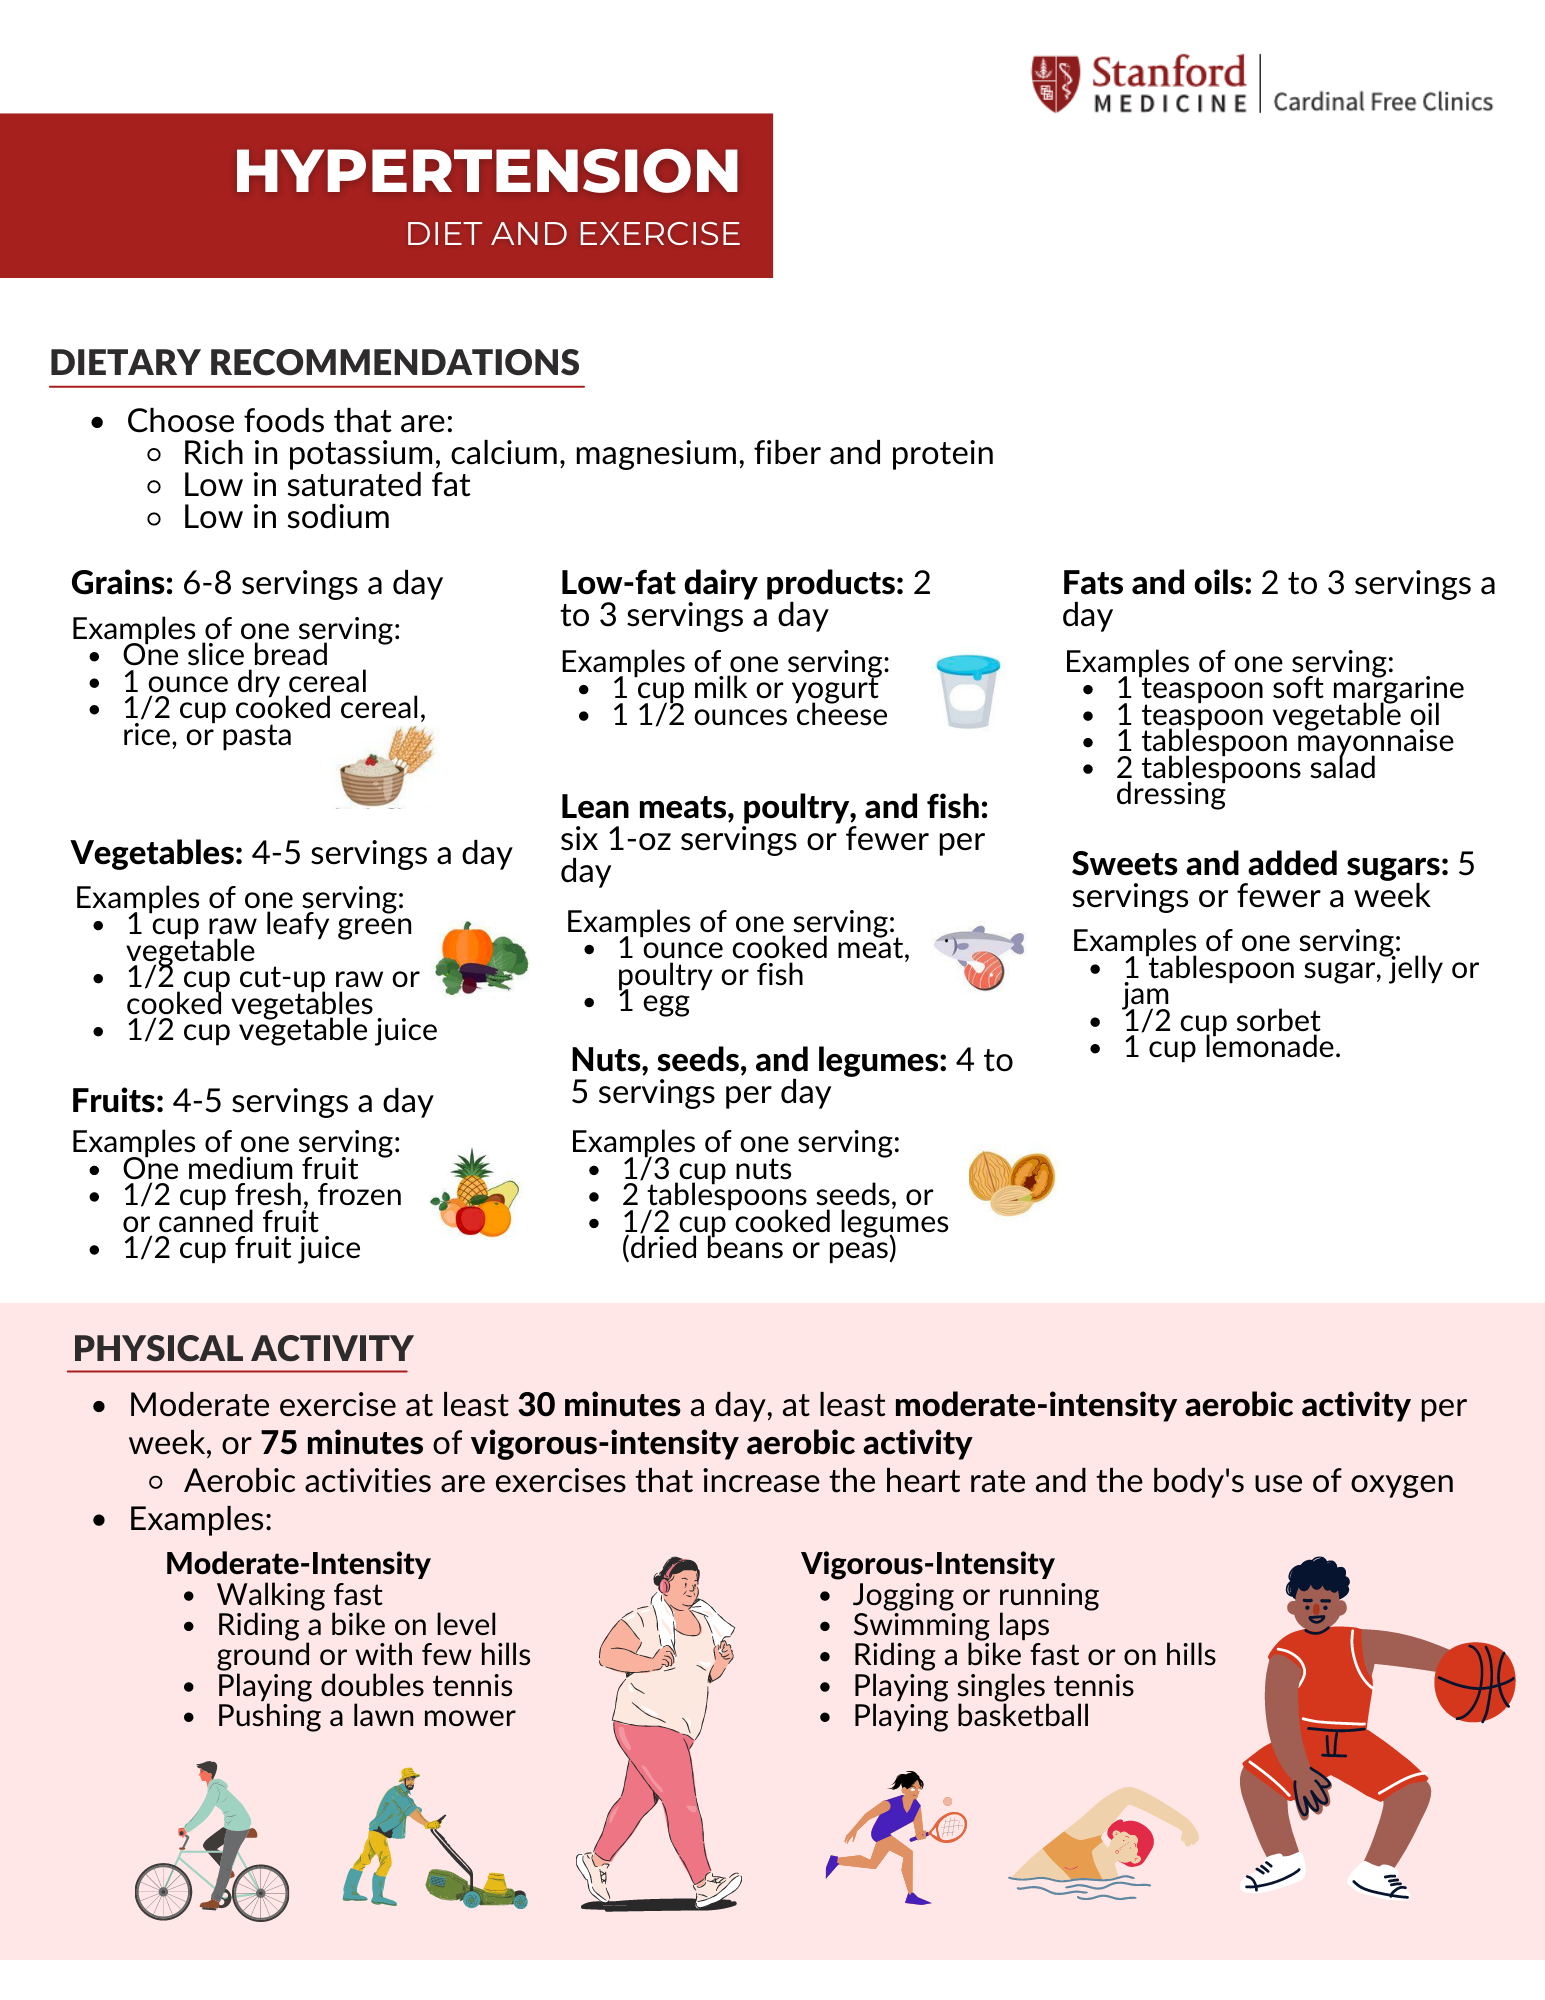 Stanford
MEDICINE
Cardinal Free Clinics
HYPERTENSION
DIET AND EXERCISE
DIETARY RECOMMENDATIONS
• Choose foods that are:
◦ Rich in potassium, calcium, magnesium, fiber and protein
◦ Low in saturated fat
◦ Low in sodium
Grains: 6-8 servings a day
Examples of one serving:
• One slice bread
• 1 ounce dry cereal
• 1/2 cup cooked cereal,
rice, or pasta
Vegetables: 4-5 servings a day
Examples of one serving:
• 1 cup raw leafy green
vegetable
• 1/2 cup cut-up raw or
cooked vegetables
• 1/2 cup vegetable juice
Fruits: 4-5 servings a day
Examples of one serving:
• One medium fruit
• 1/2 cup fresh, frozen
or canned fruit
• 1/2 cup fruit juice
Low-fat dairy products: 2
to 3 servings a day
Examples of one serving:
• 1 cup milk or yogurt
• 1 1/2 ounces cheese
Lean meats, poultry, and fish:
six 1-oz servings or fewer per
day
Examples of one serving:
• 1 ounce cooked meat,
poultry or fish
• 1 egg
Nuts, seeds, and legumes: 4 to
5 servings per day
Examples of one serving:
• 1/3 cup nuts
• 2 tablespoons seeds, or
• 1/2 cup cooked legumes
(dried beans or peas)
Fats and oils: 2 to 3 servings a
day
Examples of one serving:
• 1 teaspoon soft margarine
• 1 teaspoon vegetable oil
• 1 tablespoon mayonnaise
• 2 tablespoons salad
dressing
Sweets and added sugars: 5
servings or fewer a week
Examples of one serving:
• 1 tablespoon sugar, jelly or
jam
• 1/2 cup sorbet
• 1 cup lemonade.
PHYSICAL ACTIVITY
• Moderate exercise at least 30 minutes a day, at least moderate-intensity aerobic activity per
week, or 75 minutes of vigorous-intensity aerobic activity
◦ Aerobic activities are exercises that increase the heart rate and the body's use of oxygen
• Examples:
Moderate-Intensity
• Walking fast
• Riding a bike on level
ground or with few hills
• Playing doubles tennis
• Pushing a lawn mower
Vigorous-Intensity
• Jogging or running
• Swimming laps
• Riding a bike fast or on hills
• Playing singles tennis
• Playing basketball